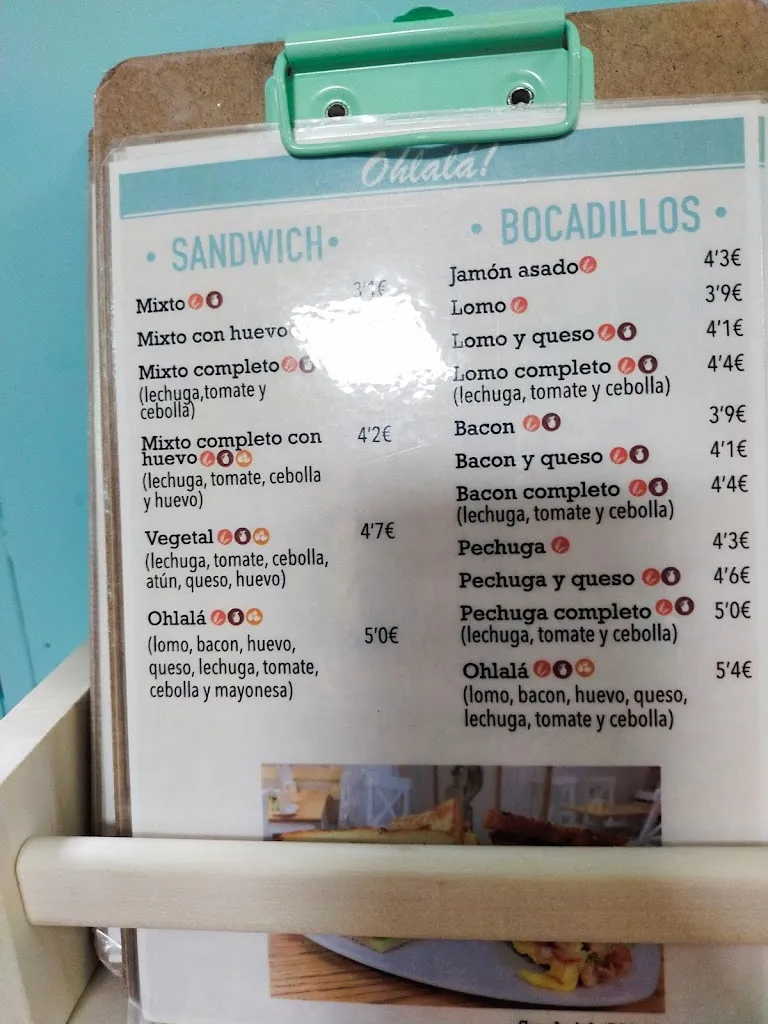 Ohlalá!
• SANDWICH •
Mixto 3'1€
Mixto con huevo
Mixto completo
(lechuga,tomate y
cebolla)
Mixto completo con 4'2€
huevo
(lechuga, tomate, cebolla
y huevo)
Vegetal 4'7€
(lechuga, tomate, cebolla,
atún, queso, huevo)
Ohlalá 5'0€
(lomo, bacon, huevo,
queso, lechuga, tomate,
cebolla y mayonesa)
• BOCADILLOS •
Jamón asado 4'3€
Lomo 3'9€
Lomo y queso 4'1€
Lomo completo 4'4€
(lechuga, tomate y cebolla)
Bacon 3'9€
Bacon y queso 4'1€
Bacon completo 4'4€
(lechuga, tomate y cebolla)
Pechuga 4'3€
Pechuga y queso 4'6€
Pechuga completo 5'0€
(lechuga, tomate y cebolla)
Ohlalá 5'4€
(lomo, bacon, huevo, queso,
lechuga, tomate y cebolla)